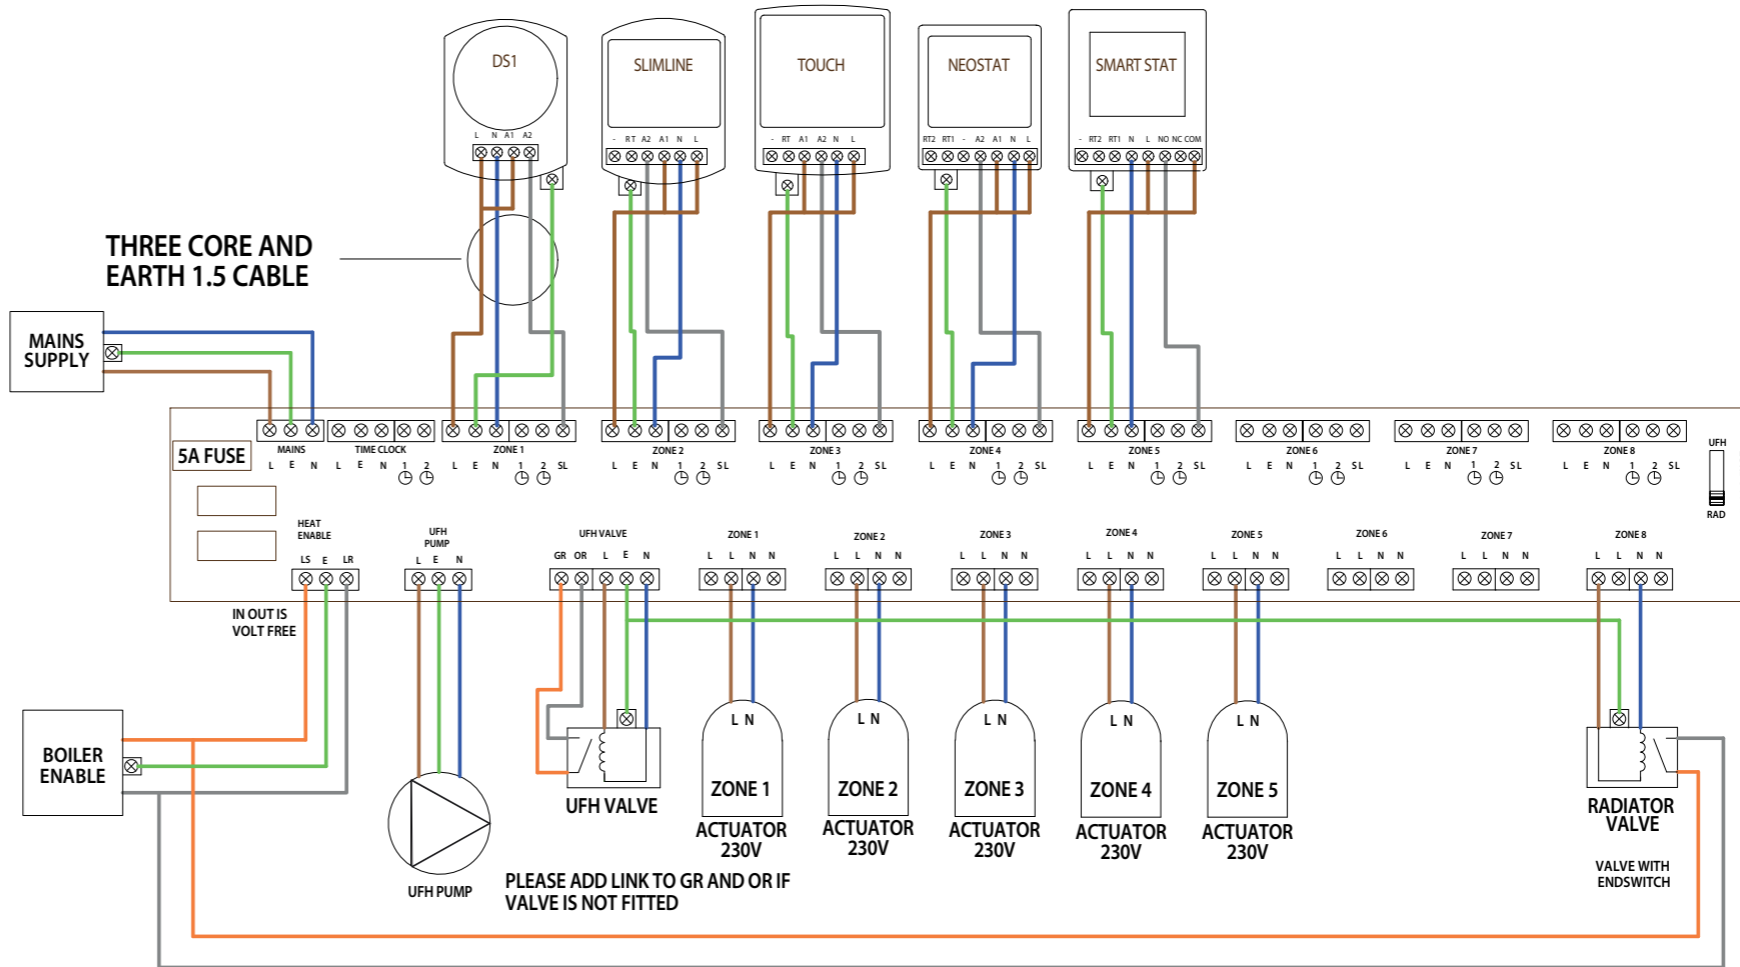 DS1
SLIMLINE
TOUCH
NEOSTAT
SMART STAT
L N A1 A2
- RT A2 A1 N L
- RT A1 A2 N L
RT2 RT1 - A2 A1 N L
- RT2 RT1 N L NO NC COM
THREE CORE AND
EARTH 1.5 CABLE
MAINS
SUPPLY
5A FUSE
MAINS
L E N
TIME CLOCK
L E N 1 2
ZONE 1
L E N 1 2 SL
ZONE 2
L E N 1 2 SL
ZONE 3
L E N 1 2 SL
ZONE 4
L E N 1 2 SL
ZONE 5
L E N 1 2 SL
ZONE 6
L E N 1 2 SL
ZONE 7
L E N 1 2 SL
ZONE 8
L E N 1 2 SL
UFH
RAD
HEAT
ENABLE
LS E LR
UFH
PUMP
L E N
UFH VALVE
GR OR L E N
ZONE 1
L L N N
ZONE 2
L L N N
ZONE 3
L L N N
ZONE 4
L L N N
ZONE 5
L L N N
ZONE 6
L L N N
ZONE 7
L L N N
ZONE 8
L L N N
IN OUT IS
VOLT FREE
BOILER
ENABLE
UFH PUMP
UFH VALVE
L N
ZONE 1
ACTUATOR
230V
L N
ZONE 2
ACTUATOR
230V
L N
ZONE 3
ACTUATOR
230V
L N
ZONE 4
ACTUATOR
230V
L N
ZONE 5
ACTUATOR
230V
RADIATOR
VALVE
VALVE WITH
ENDSWITCH
PLEASE ADD LINK TO GR AND OR IF
VALVE IS NOT FITTED